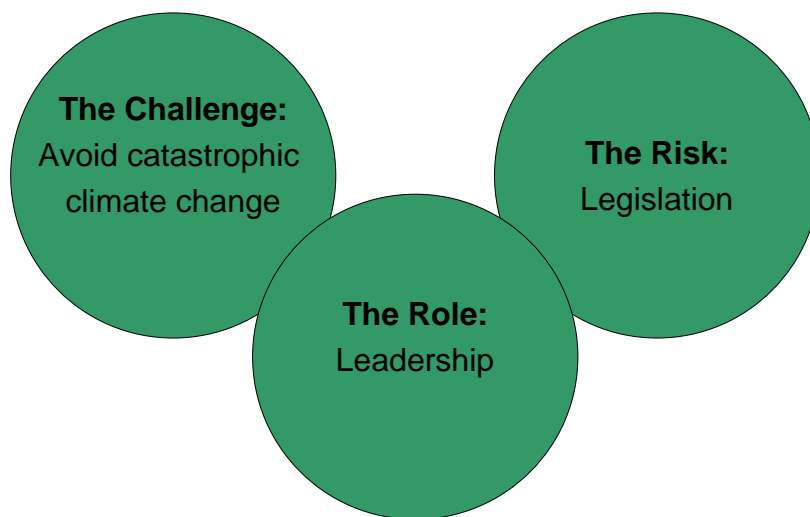 The Challenge:
Avoid catastrophic
climate change
The Risk:
Legislation
The Role:
Leadership